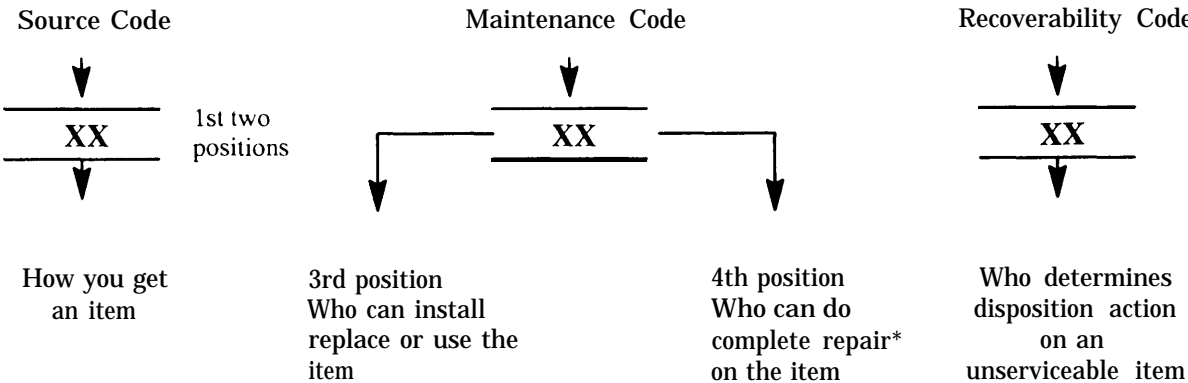 Source Code
Maintenance Code
Recoverability Code
XX
1st two
positions
XX
XX
How you get
an item
3rd position
Who can install
replace or use the
item
4th position
Who can do
complete repair*
on the item
Who determines
disposition action
on an
unserviceable item